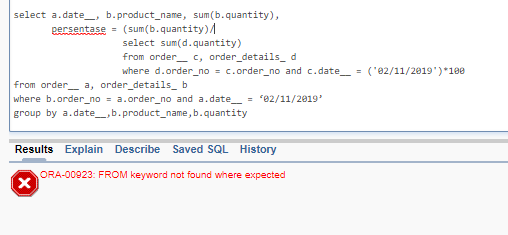 select a.date__, b.product_name, sum(b.quantity),
persentase = (sum(b.quantity)/
select sum(d.quantity)
from order__ c, order_details_ d
where d.order_no = c.order_no and c.date__ = ('02/11/2019')*100
from order__ a, order_details_ b
where b.order_no = a.order_no and a.date__ = ‘02/11/2019’
group by a.date__,b.product_name,b.quantity
Results Explain Describe Saved SQL History
ORA-00923: FROM keyword not found where expected